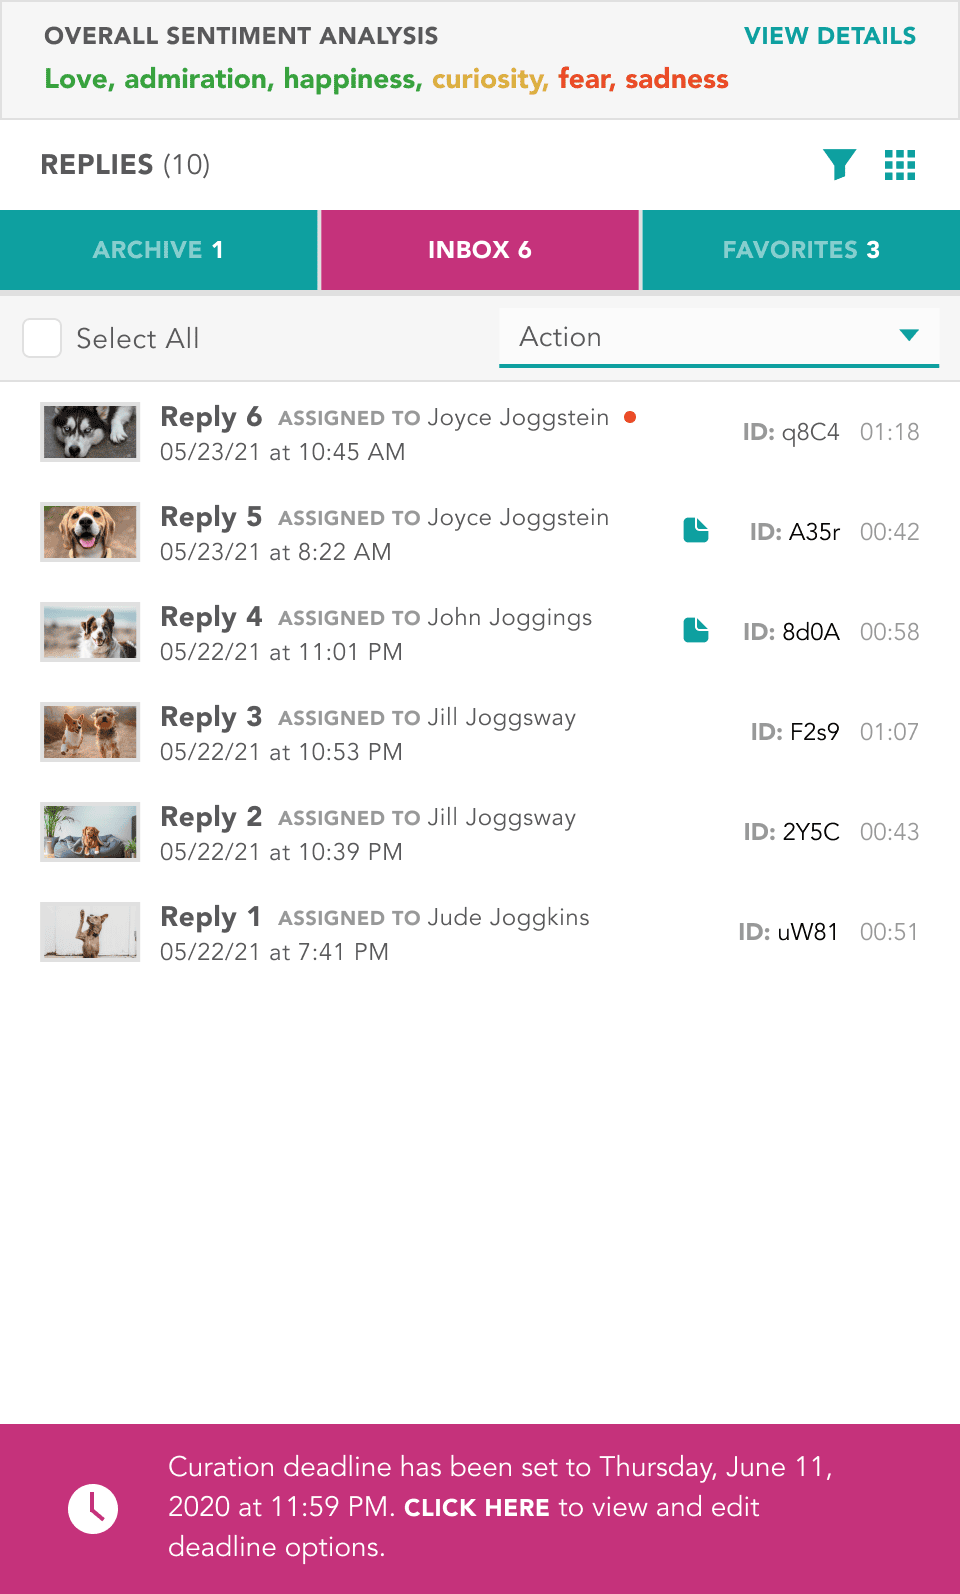 OVERALL SENTIMENT ANALYSIS VIEW DETAILS
Love, admiration, happiness, curiosity, fear, sadness
REPLIES (10)
ARCHIVE 1 INBOX 6 FAVORITES 3
Select All Action
Reply 6 ASSIGNED TO Joyce Joggstein ID: q8C4 01:18
05/23/21 at 10:45 AM
Reply 5 ASSIGNED TO Joyce Joggstein ID: A35r 00:42
05/23/21 at 8:22 AM
Reply 4 ASSIGNED TO John Joggings ID: 8d0A 00:58
05/22/21 at 11:01 PM
Reply 3 ASSIGNED TO Jill Joggsway ID: F2s9 01:07
05/22/21 at 10:53 PM
Reply 2 ASSIGNED TO Jill Joggsway ID: 2Y5C 00:43
05/22/21 at 10:39 PM
Reply 1 ASSIGNED TO Jude Joggkins ID: uW81 00:51
05/22/21 at 7:41 PM
Curation deadline has been set to Thursday, June 11,
2020 at 11:59 PM. CLICK HERE to view and edit
deadline options.